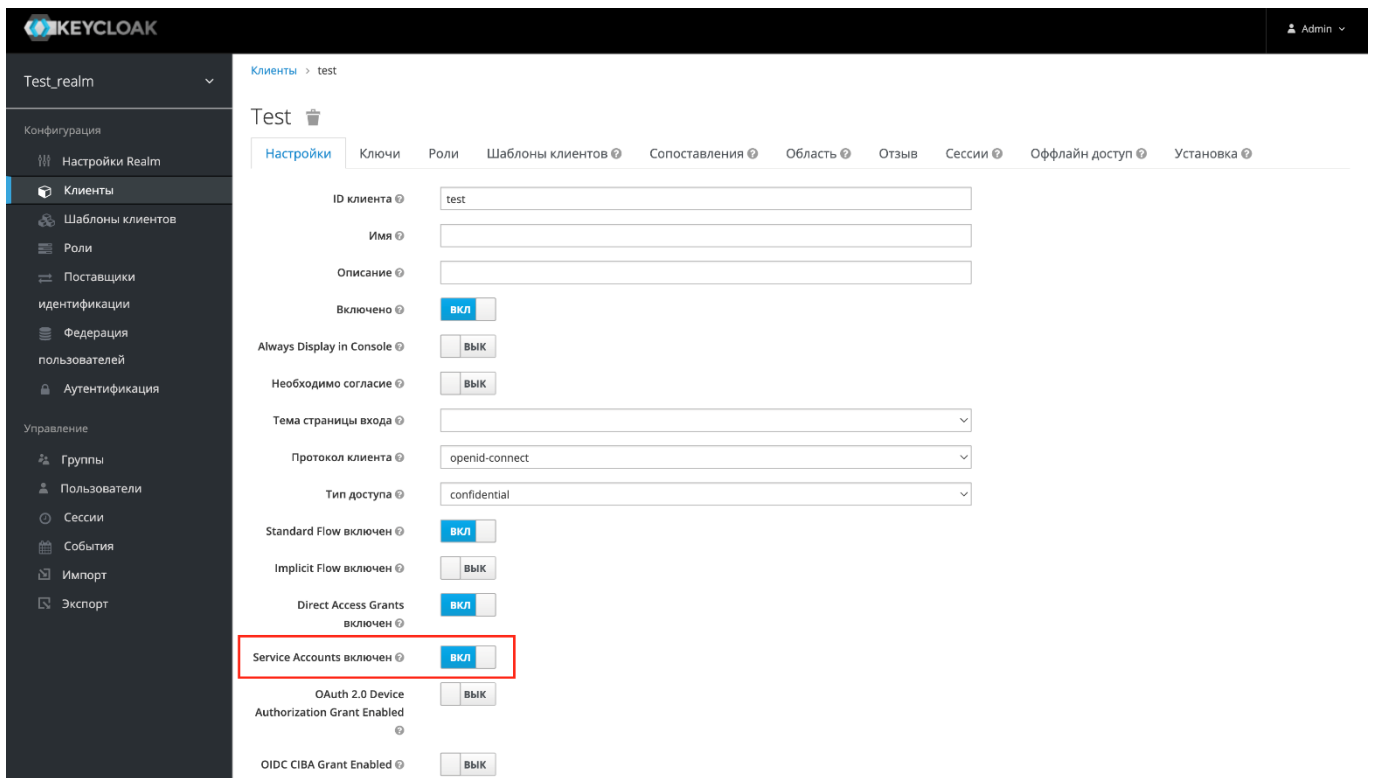 KEYCLOAK
Admin
Test_realm
Клиенты > test
Test
Конфигурация
Настройки Realm
Клиенты
Шаблоны клиентов
Роли
Поставщики
идентификации
Федерация
пользователей
Аутентификация
Управление
Группы
Пользователи
Сессии
События
Импорт
Экспорт
Настройки Ключи Роли Шаблоны клиентов Сопоставления Область Отзыв Сессии Оффлайн доступ Установка
ID клиента test
Имя
Описание
Включено ВКЛ
Always Display in Console ВЫК
Необходимо согласие ВЫК
Тема страницы входа
Протокол клиента openid-connect
Тип доступа confidential
Standard Flow включен ВКЛ
Implicit Flow включен ВЫК
Direct Access Grants ВКЛ
включен
Service Accounts включен ВКЛ
OAuth 2.0 Device ВЫК
Authorization Grant Enabled
OIDC CIBA Grant Enabled ВЫК